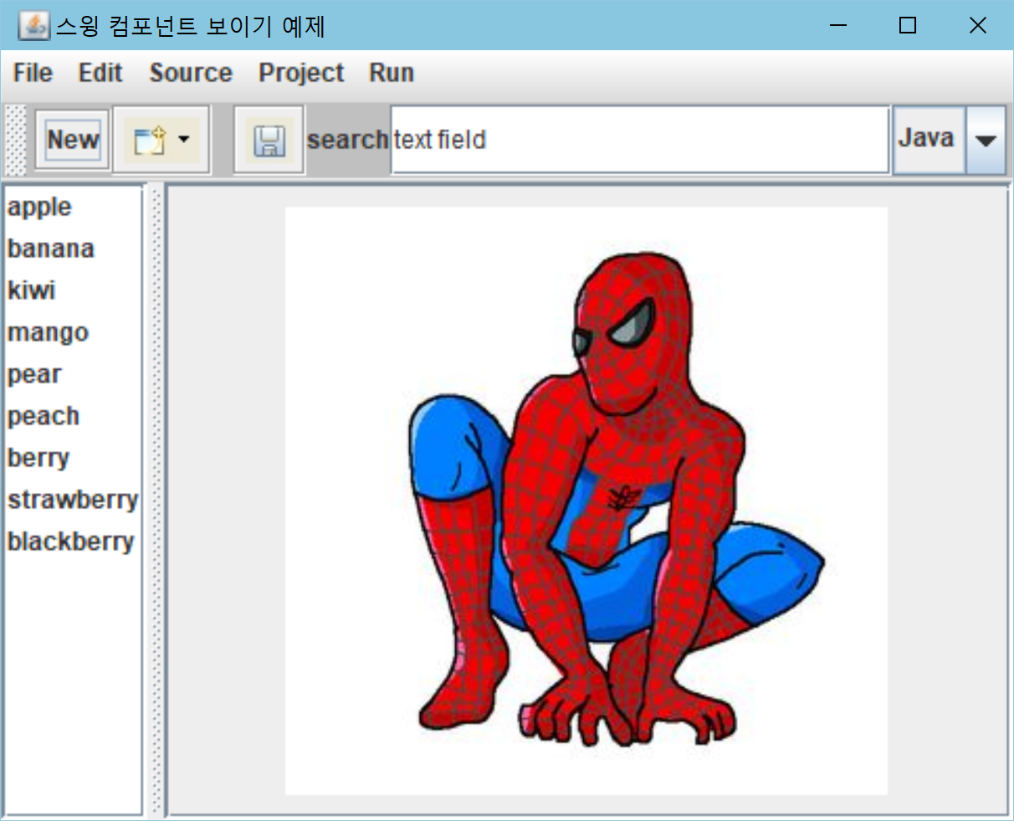 스윙 컴포넌트 보이기 예제
File Edit Source Project Run
New search text field Java
apple
banana
kiwi
mango
pear
peach
berry
strawberry
blackberry